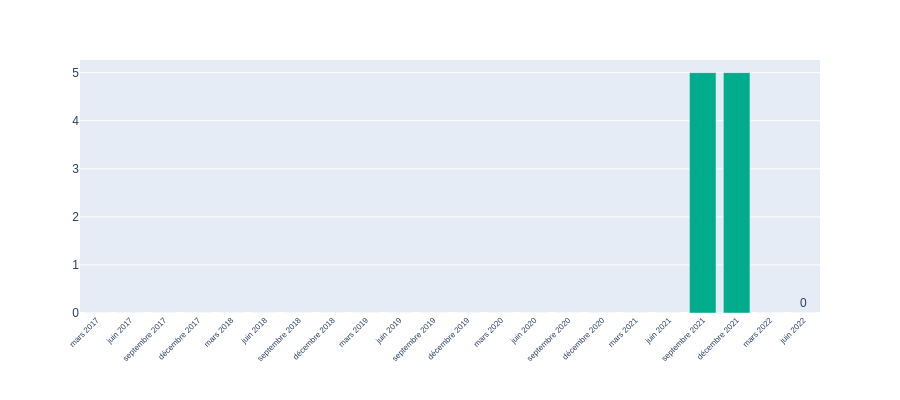 5
4
3
2
1
0
0
mars 2017
juin 2017
septembre 2017
décembre 2017
mars 2018
juin 2018
septembre 2018
décembre 2018
mars 2019
juin 2019
septembre 2019
décembre 2019
mars 2020
juin 2020
septembre 2020
décembre 2020
mars 2021
juin 2021
septembre 2021
décembre 2021
mars 2022
juin 2022